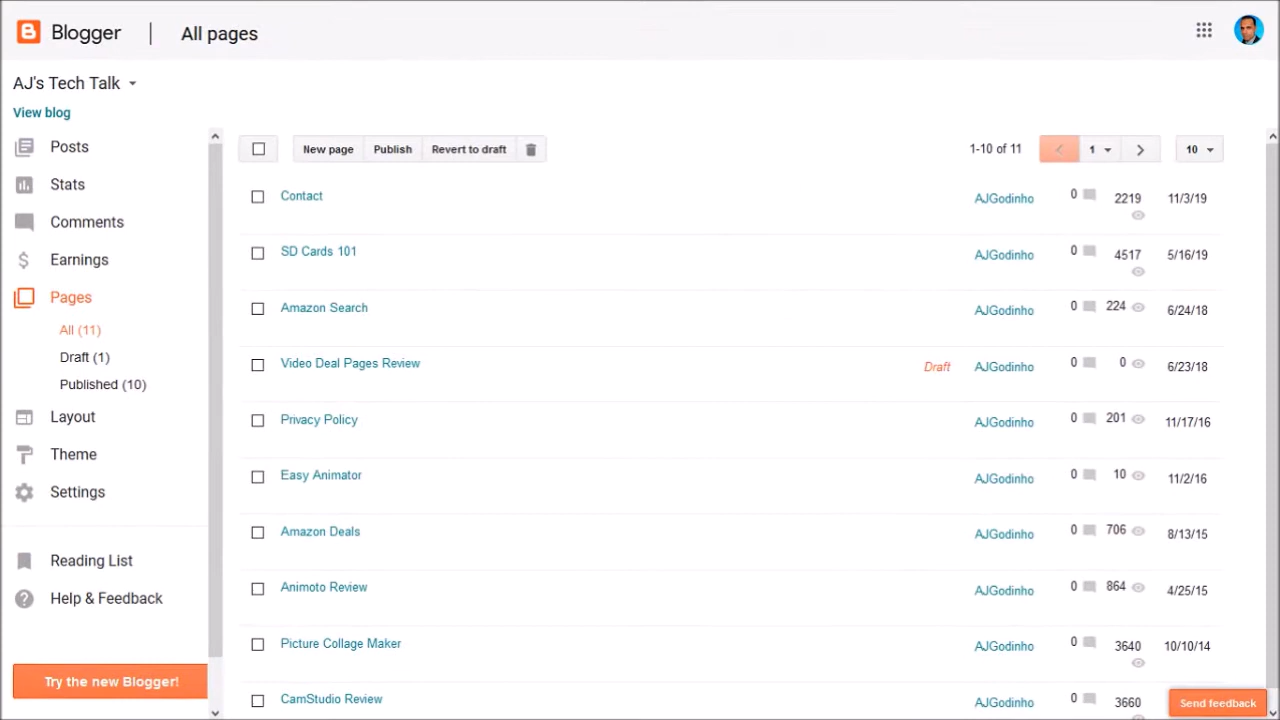 Blogger | All pages
AJ's Tech Talk
View blog
Posts
Stats
Comments
Earnings
Pages
All (11)
Draft (1)
Published (10)
Layout
Theme
Settings
Reading List
Help & Feedback
Try the new Blogger!
New page Publish Revert to draft 1-10 of 11 1 10
Contact AJGodinho 0 2219 11/3/19
SD Cards 101 AJGodinho 0 4517 5/16/19
Amazon Search AJGodinho 0 224 6/24/18
Video Deal Pages Review Draft AJGodinho 0 0 6/23/18
Privacy Policy AJGodinho 0 201 11/17/16
Easy Animator AJGodinho 0 10 11/2/16
Amazon Deals AJGodinho 0 706 8/13/15
Animoto Review AJGodinho 0 864 4/25/15
Picture Collage Maker AJGodinho 0 3640 10/10/14
CamStudio Review AJGodinho 0 3660
Send feedback